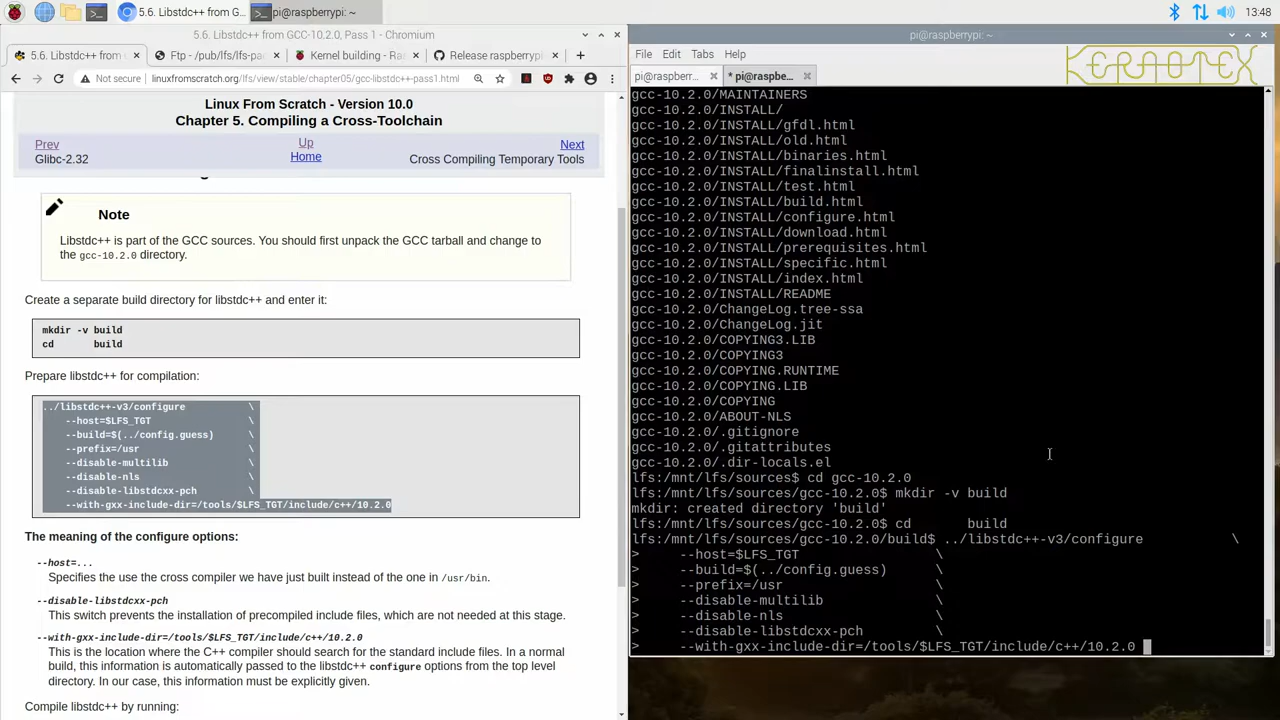 5.6. Libstdc++ from G...
pi@raspberrypi: ~
13:48
5.6. Libstdc++ from GCC-10.2.0, Pass 1 - Chromium
5.6. Libstdc++ from
Ftp - /pub/lfs/lfs-pa
Kernel building - Ras
Release raspberrypi
Not secure
linuxfromscratch.org/lfs/view/stable/chapter05/gcc-libstdc++-pass1.html
Linux From Scratch - Version 10.0
Chapter 5. Compiling a Cross-Toolchain
Prev
Up
Next
Glibc-2.32
Home
Cross Compiling Temporary Tools
Note
Libstdc++ is part of the GCC sources. You should first unpack the GCC tarball and change to
the gcc-10.2.0 directory.
Create a separate build directory for libstdc++ and enter it:
mkdir -v build
cd       build
Prepare libstdc++ for compilation:
../libstdc++-v3/configure           \
    --host=$LFS_TGT                 \
    --build=$(../config.guess)      \
    --prefix=/usr                   \
    --disable-multilib              \
    --disable-nls                   \
    --disable-libstdcxx-pch         \
    --with-gxx-include-dir=/tools/$LFS_TGT/include/c++/10.2.0
The meaning of the configure options:
--host=...
Specifies the use the cross compiler we have just built instead of the one in /usr/bin.
--disable-libstdcxx-pch
This switch prevents the installation of precompiled include files, which are not needed at this stage.
--with-gxx-include-dir=/tools/$LFS_TGT/include/c++/10.2.0
This is the location where the C++ compiler should search for the standard include files. In a normal
build, this information is automatically passed to the libstdc++ configure options from the top level
directory. In our case, this information must be explicitly given.
Compile libstdc++ by running:
pi@raspberrypi: ~
File Edit Tabs Help
pi@raspberr...
* pi@raspbe...
KERAOTEX
gcc-10.2.0/MAINTAINERS
gcc-10.2.0/INSTALL/
gcc-10.2.0/INSTALL/gfdl.html
gcc-10.2.0/INSTALL/old.html
gcc-10.2.0/INSTALL/binaries.html
gcc-10.2.0/INSTALL/finalinstall.html
gcc-10.2.0/INSTALL/test.html
gcc-10.2.0/INSTALL/build.html
gcc-10.2.0/INSTALL/configure.html
gcc-10.2.0/INSTALL/download.html
gcc-10.2.0/INSTALL/prerequisites.html
gcc-10.2.0/INSTALL/specific.html
gcc-10.2.0/INSTALL/index.html
gcc-10.2.0/INSTALL/README
gcc-10.2.0/ChangeLog.tree-ssa
gcc-10.2.0/ChangeLog.jit
gcc-10.2.0/COPYING3.LIB
gcc-10.2.0/COPYING3
gcc-10.2.0/COPYING.RUNTIME
gcc-10.2.0/COPYING.LIB
gcc-10.2.0/COPYING
gcc-10.2.0/ABOUT-NLS
gcc-10.2.0/.gitignore
gcc-10.2.0/.gitattributes
gcc-10.2.0/.dir-locals.el
lfs:/mnt/lfs/sources$ cd gcc-10.2.0
lfs:/mnt/lfs/sources/gcc-10.2.0$ mkdir -v build
mkdir: created directory 'build'
lfs:/mnt/lfs/sources/gcc-10.2.0$ cd       build
lfs:/mnt/lfs/sources/gcc-10.2.0/build$ ../libstdc++-v3/configure           \
>     --host=$LFS_TGT                 \
>     --build=$(../config.guess)      \
>     --prefix=/usr                   \
>     --disable-multilib              \
>     --disable-nls                   \
>     --disable-libstdcxx-pch         \
>     --with-gxx-include-dir=/tools/$LFS_TGT/include/c++/10.2.0